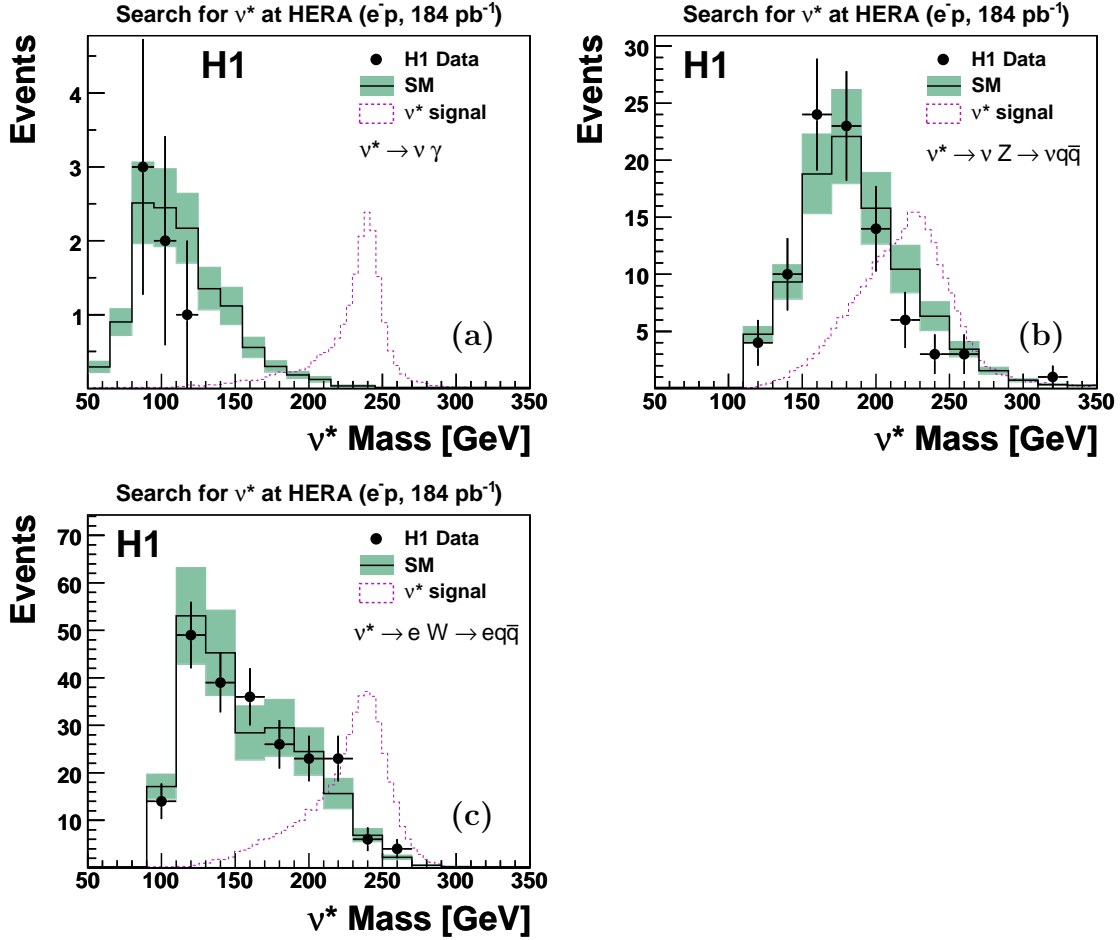 Search for ν* at HERA (e⁻p, 184 pb⁻¹)
H1
Events
H1 Data
SM
ν* signal
ν* → ν γ
(a)
1
2
3
4
50 100 150 200 250 300 350
ν* Mass [GeV]
Search for ν* at HERA (e⁻p, 184 pb⁻¹)
H1
Events
H1 Data
SM
ν* signal
ν* → ν Z → νqq̅
(b)
5
10
15
20
25
30
50 100 150 200 250 300 350
ν* Mass [GeV]
Search for ν* at HERA (e⁻p, 184 pb⁻¹)
H1
Events
H1 Data
SM
ν* signal
ν* → e W → eqq̅
(c)
10
20
30
40
50
60
70
50 100 150 200 250 300 350
ν* Mass [GeV]